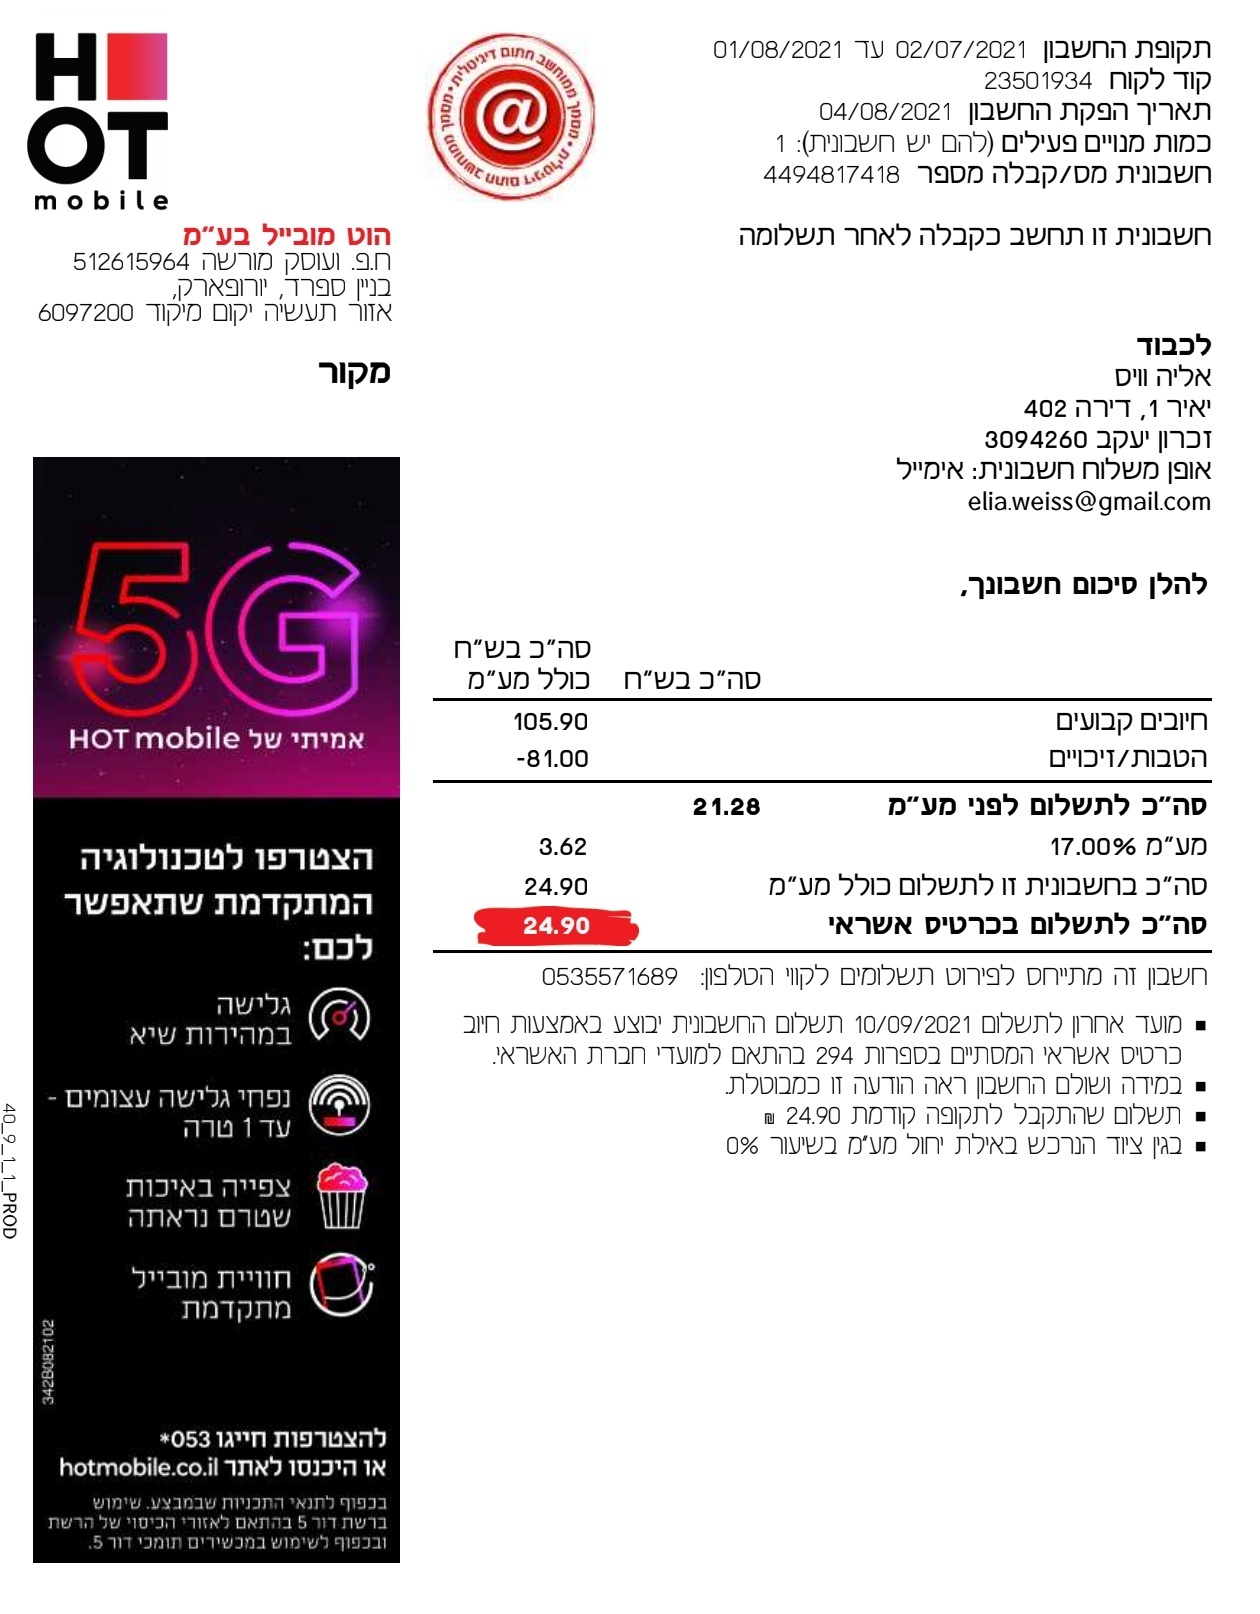 תקופת החשבון 02/07/2021 עד 01/08/2021
קוד לקוח 23501934
תאריך הפקת החשבון 04/08/2021
כמות מנויים פעילים (להם יש חשבונית): 1
חשבונית מס/קבלה מספר 4494817418
חשבונית זו תחשב כקבלה לאחר תשלומה
מסמך ממוחשב חתום דיגיטלית • מסמך ממוחשב חתום דיגיטלית •
@
HOT
mobile
הוט מובייל בע"מ
ח.פ. ועוסק מורשה 512615964
בניין ספרד, יורופארק,
אזור תעשיה יקום מיקוד 6097200
מקור
לכבוד
אליה וויס
יאיר 1, דירה 402
זכרון יעקב 3094260
אופן משלוח חשבונית: אימייל
elia.weiss@gmail.com
להלן סיכום חשבונך,
סה"כ בש"ח סה"כ בש"ח
כולל מע"מ
חיובים קבועים 105.90
הטבות/זיכויים -81.00
סה"כ לתשלום לפני מע"מ 21.28
מע"מ 17.00% 3.62
סה"כ בחשבונית זו לתשלום כולל מע"מ 24.90
סה"כ לתשלום בכרטיס אשראי 24.90
חשבון זה מתייחס לפירוט תשלומים לקווי הטלפון: 0535571689
▪ מועד אחרון לתשלום 10/09/2021 תשלום החשבונית יבוצע באמצעות חיוב
כרטיס אשראי המסתיים בספרות 294 בהתאם למועדי חברת האשראי.
▪ במידה ושולם החשבון ראה הודעה זו כמבוטלת.
▪ תשלום שהתקבל לתקופה קודמת 24.90 ₪
▪ בגין ציוד הנרכש באילת יחול מע"מ בשיעור 0%
5G
אמיתי של HOT mobile
הצטרפו לטכנולוגיה
המתקדמת שתאפשר
לכם:
גלישה
במהירות שיא
נפחי גלישה עצומים -
עד 1 טרה
צפייה באיכות
שטרם נראתה
חוויית מובייל
מתקדמת
342B082102
להצטרפות חייגו 053*
או היכנסו לאתר hotmobile.co.il
בכפוף לתנאי התכניות שבמבצע. שימוש
ברשת דור 5 בהתאם לאזורי הכיסוי של הרשת
ובכפוף לשימוש במכשירים תומכי דור 5.
40_9_1_1_PROD